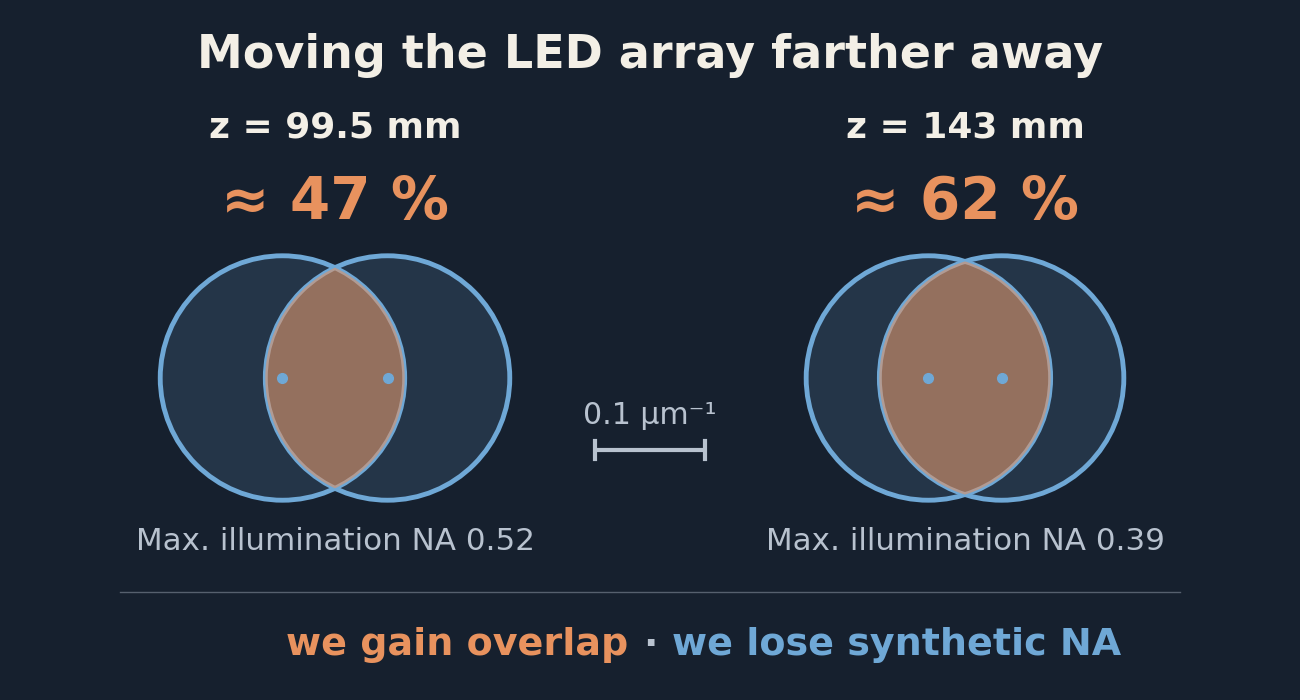 Moving the LED array farther away
z = 99.5 mm
z = 143 mm
≈ 47 %
≈ 62 %
0.1 µm⁻¹
Max. illumination NA 0.52
Max. illumination NA 0.39
we gain overlap · we lose synthetic NA